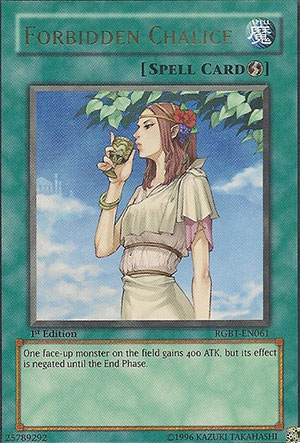 FORBIDDEN CHALICE 魔
[SPELL CARD]
1st Edition
RGBT-EN061
One face-up monster on the field gains 400 ATK, but its effect
is negated until the End Phase.
25789292
©1996 KAZUKI TAKAHASHI